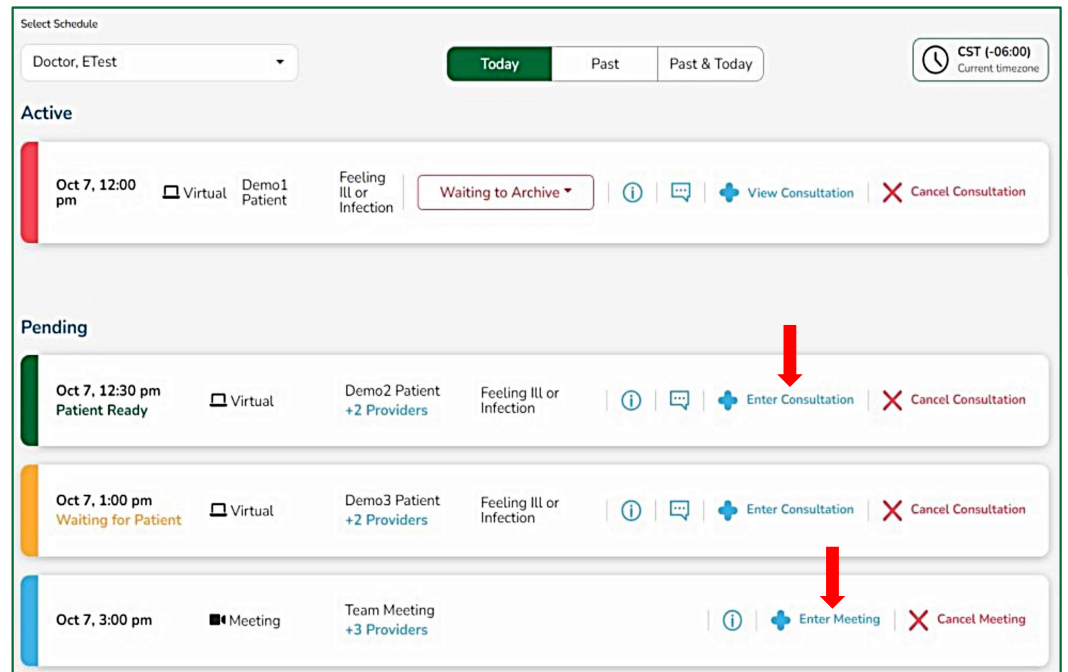 Select Schedule
Doctor, ETest
Today Past Past & Today
CST (-06:00)
Current timezone
Active
Oct 7, 12:00
pm
Virtual
Demo1
Patient
Feeling
Ill or
Infection
Waiting to Archive
View Consultation
Cancel Consultation
Pending
Oct 7, 12:30 pm
Patient Ready
Virtual
Demo2 Patient
+2 Providers
Feeling Ill or
Infection
Enter Consultation
Cancel Consultation
Oct 7, 1:00 pm
Waiting for Patient
Virtual
Demo3 Patient
+2 Providers
Feeling Ill or
Infection
Enter Consultation
Cancel Consultation
Oct 7, 3:00 pm
Meeting
Team Meeting
+3 Providers
Enter Meeting
Cancel Meeting